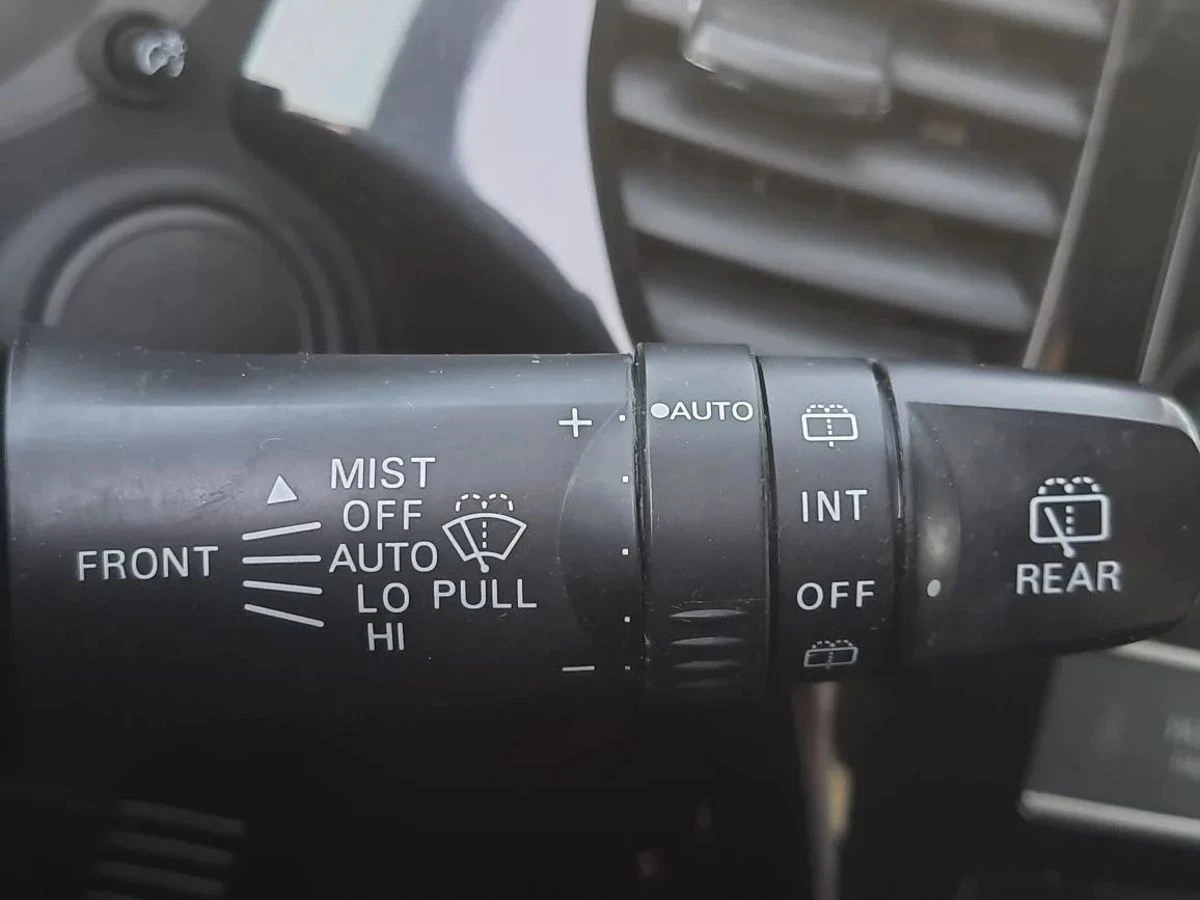 FRONT
MIST
OFF
AUTO
LO
HI
PULL
+
−
●AUTO
INT
OFF
REAR